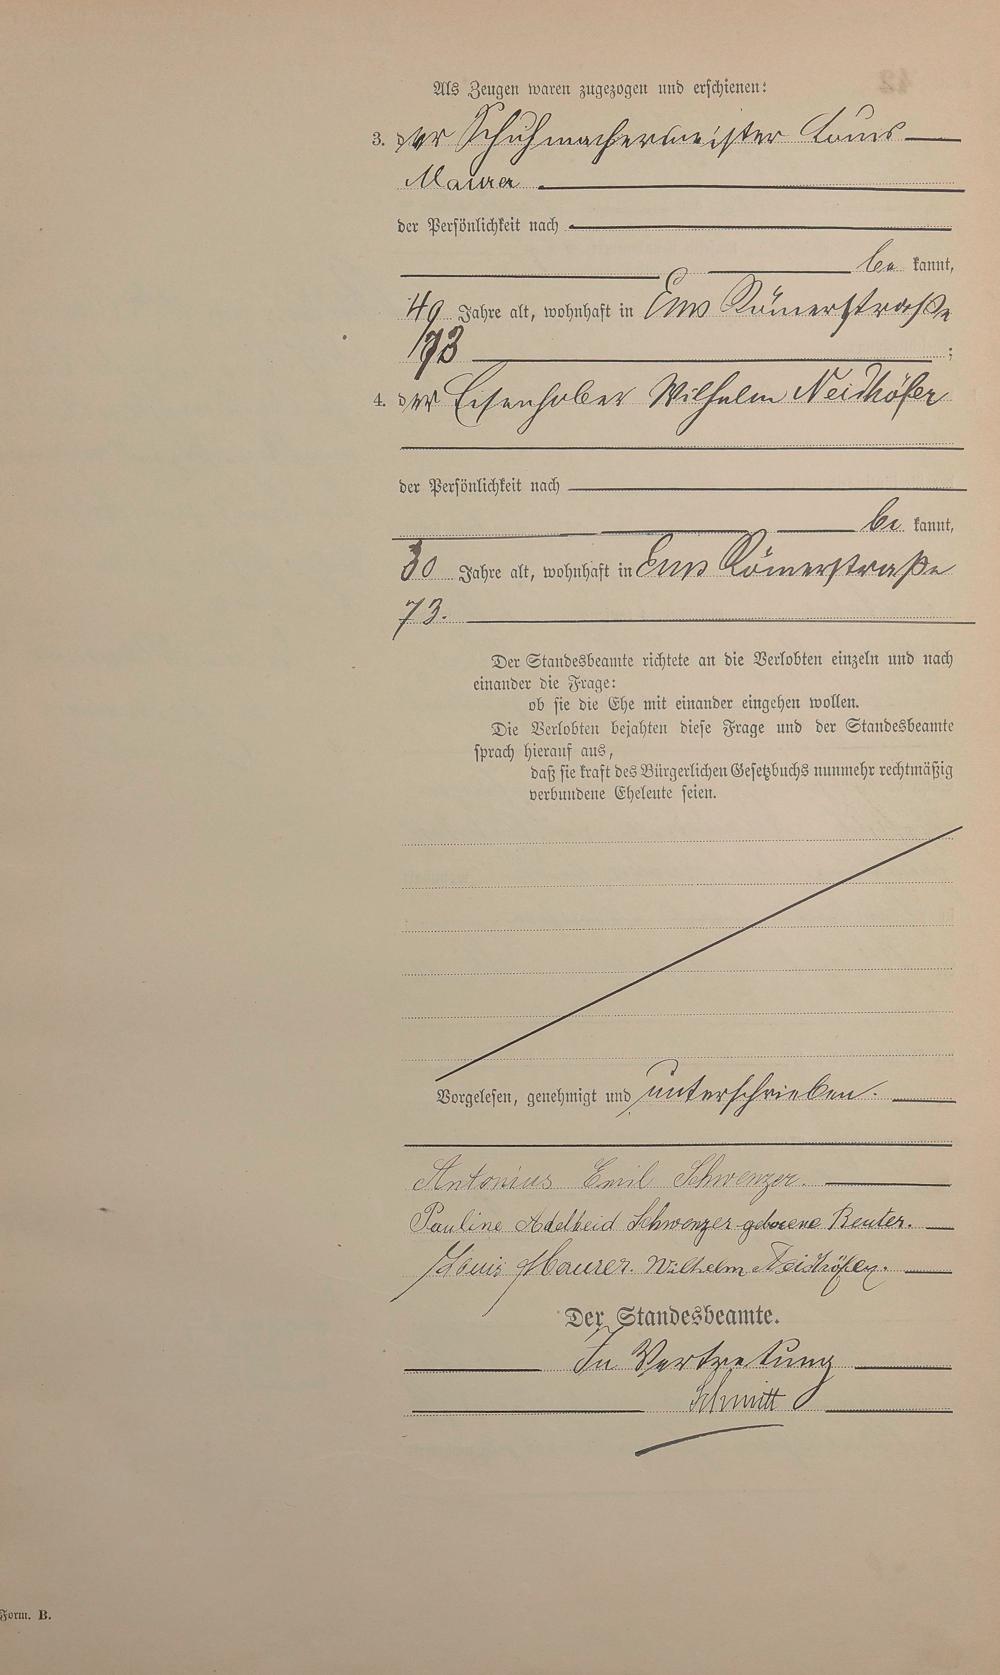 Als Zeugen waren zugezogen und erschienen:
3. der Schuhmachermeister Louis
Maurer
der Persönlichkeit nach
be kannt,
49 Jahre alt, wohnhaft in Ems Römerstraße
73 ;
4. der Eisenhobler Wilhelm Neidhöfer
der Persönlichkeit nach
be kannt,
30 Jahre alt, wohnhaft in Ems Römerstraße
73.
Der Standesbeamte richtete an die Verlobten einzeln und nach
einander die Frage:
ob sie die Ehe mit einander eingehen wollen.
Die Verlobten bejahten diese Frage und der Standesbeamte
sprach hierauf aus,
daß sie kraft des Bürgerlichen Gesetzbuchs nunmehr rechtmäßig
verbundene Eheleute seien.
Vorgelesen, genehmigt und unterschrieben.
Antonius Emil Schwenzer.
Pauline Adelheid Schwenzer geborene Reuter.
Louis Maurer. Wilhelm Neidhöfer.
Der Standesbeamte.
In Vertretung
Schmitt
Form. B.